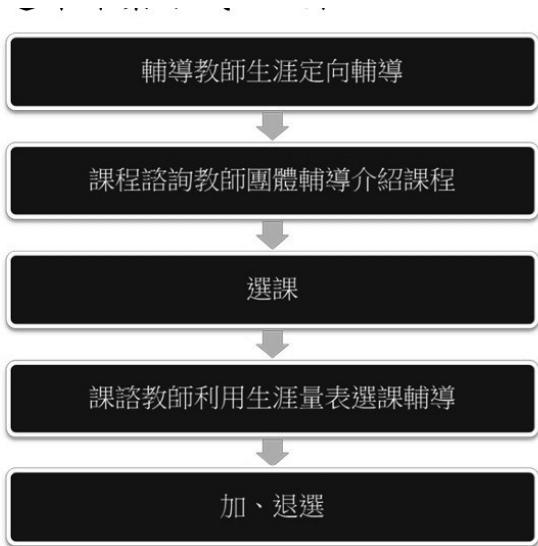 輔導教師生涯定向輔導
課程諮詢教師團體輔導介紹課程
選課
課諮教師利用生涯量表選課輔導
加、退選